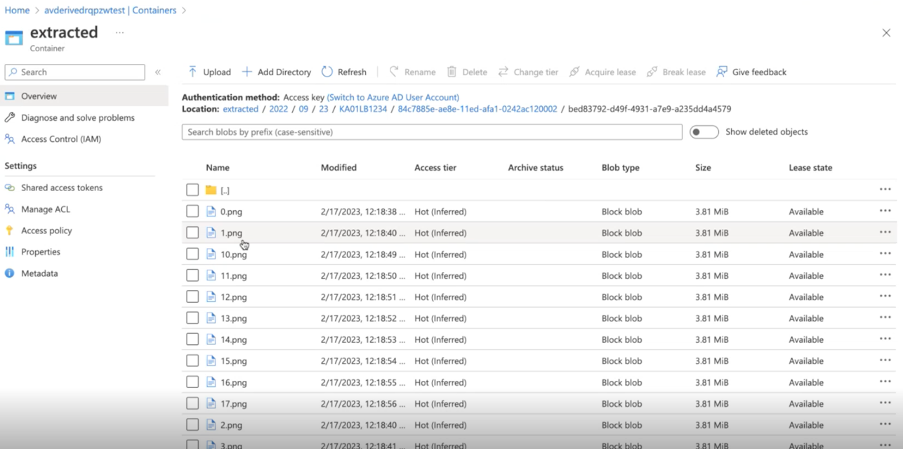 Home > avderivedrqpzwtest | Containers >
extracted ...
Container
Search
Overview
Diagnose and solve problems
Access Control (IAM)
Settings
Shared access tokens
Manage ACL
Access policy
Properties
Metadata
Upload Add Directory Refresh Rename Delete Change tier Acquire lease Break lease Give feedback
Authentication method: Access key (Switch to Azure AD User Account)
Location: extracted / 2022 / 09 / 23 / KA01LB1234 / 84c7885e-ae8e-11ed-afa1-0242ac120002 / bed83792-d49f-4931-a7e9-a235dd4a4579
Search blobs by prefix (case-sensitive)
Show deleted objects
Name Modified Access tier Archive status Blob type Size Lease state
[..]
0.png 2/17/2023, 12:18:38 ... Hot (Inferred) Block blob 3.81 MiB Available
1.png 2/17/2023, 12:18:40 ... Hot (Inferred) Block blob 3.81 MiB Available
10.png 2/17/2023, 12:18:49 ... Hot (Inferred) Block blob 3.81 MiB Available
11.png 2/17/2023, 12:18:50 ... Hot (Inferred) Block blob 3.81 MiB Available
12.png 2/17/2023, 12:18:51 ... Hot (Inferred) Block blob 3.81 MiB Available
13.png 2/17/2023, 12:18:52 ... Hot (Inferred) Block blob 3.81 MiB Available
14.png 2/17/2023, 12:18:53 ... Hot (Inferred) Block blob 3.81 MiB Available
15.png 2/17/2023, 12:18:54 ... Hot (Inferred) Block blob 3.81 MiB Available
16.png 2/17/2023, 12:18:55 ... Hot (Inferred) Block blob 3.81 MiB Available
17.png 2/17/2023, 12:18:56 ... Hot (Inferred) Block blob 3.81 MiB Available
2.png 2/17/2023, 12:18:40 ... Hot (Inferred) Block blob 3.81 MiB Available
3.png 2/17/2023, 12:18:41 ... Hot (Inferred) Block blob 3.81 MiB Available